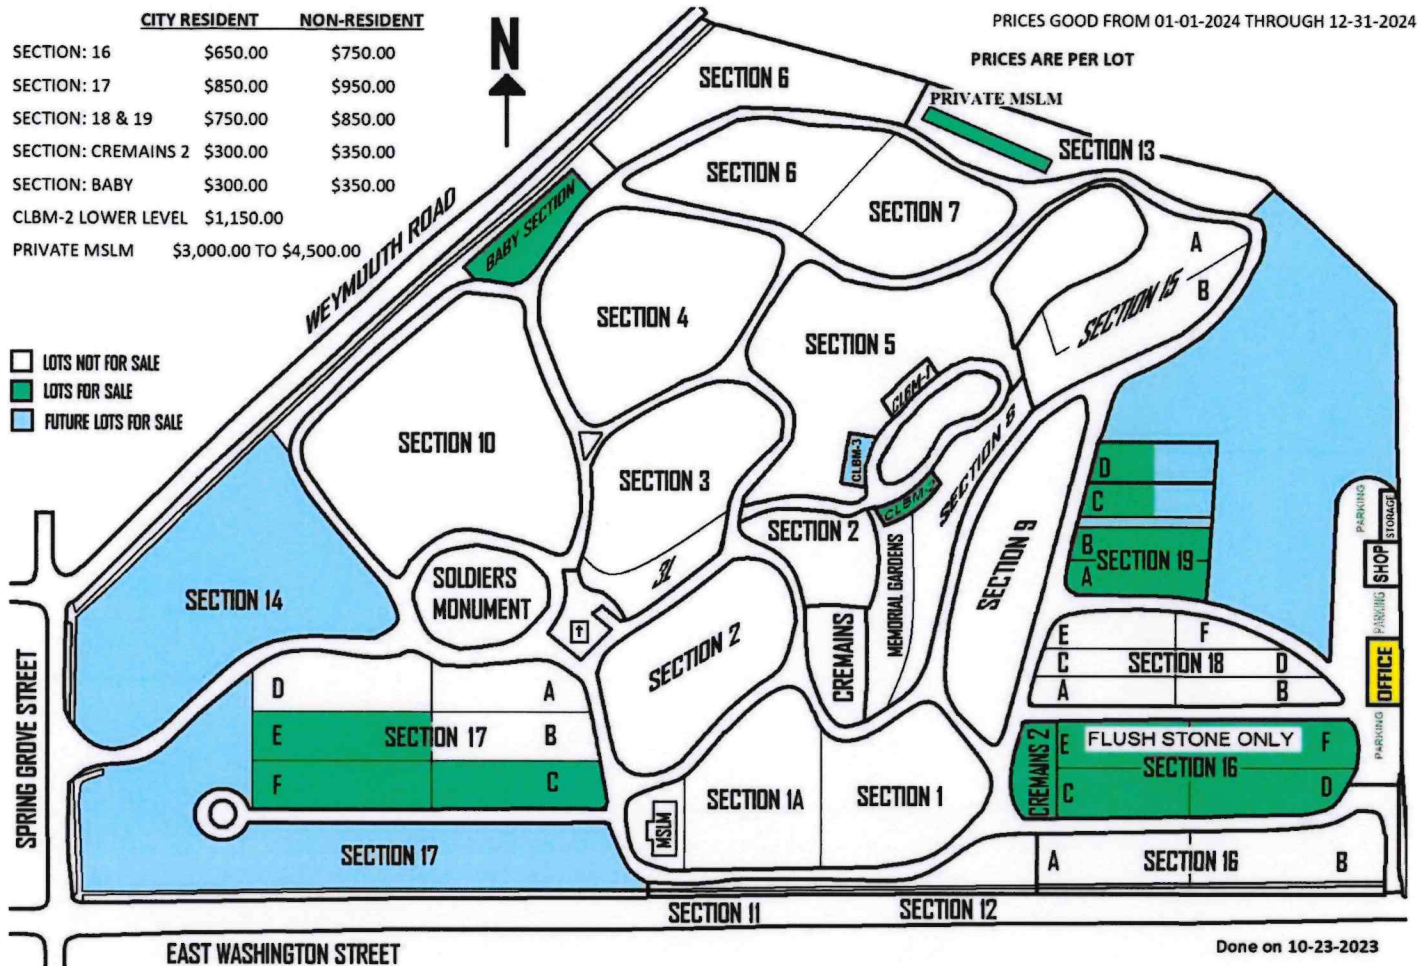 CITY RESIDENT NON-RESIDENT
SECTION: 16 $650.00 $750.00
SECTION: 17 $850.00 $950.00
SECTION: 18 & 19 $750.00 $850.00
SECTION: CREMAINS 2 $300.00 $350.00
SECTION: BABY $300.00 $350.00
CLBM-2 LOWER LEVEL $1,150.00
PRIVATE MSLM $3,000.00 TO $4,500.00
N
PRICES GOOD FROM 01-01-2024 THROUGH 12-31-2024
PRICES ARE PER LOT
LOTS NOT FOR SALE
LOTS FOR SALE
FUTURE LOTS FOR SALE
WEYMOUTH ROAD
BABY SECTION
SECTION 6
PRIVATE MSLM
SECTION 13
SECTION 6
SECTION 7
A
B
SECTION 15
SECTION 4
SECTION 5
CLBM-1
CLBM-3
CLBM-2
SECTION 8
SECTION 10
SECTION 3
31
SECTION 2
MEMORIAL GARDENS
CREMAINS
SECTION 9
D
C
B
SECTION 19
A
PARKING
STORAGE
SHOP
PARKING
OFFICE
PARKING
SECTION 14
SOLDIERS
MONUMENT
SECTION 2
E F
C SECTION 18 D
A B
D A
E SECTION 17 B
F C
CREMAINS 2
E FLUSH STONE ONLY F
SECTION 16
C D
SECTION 1A
SECTION 1
MSLM
SECTION 17
A SECTION 16 B
SPRING GROVE STREET
SECTION 11
SECTION 12
EAST WASHINGTON STREET
Done on 10-23-2023